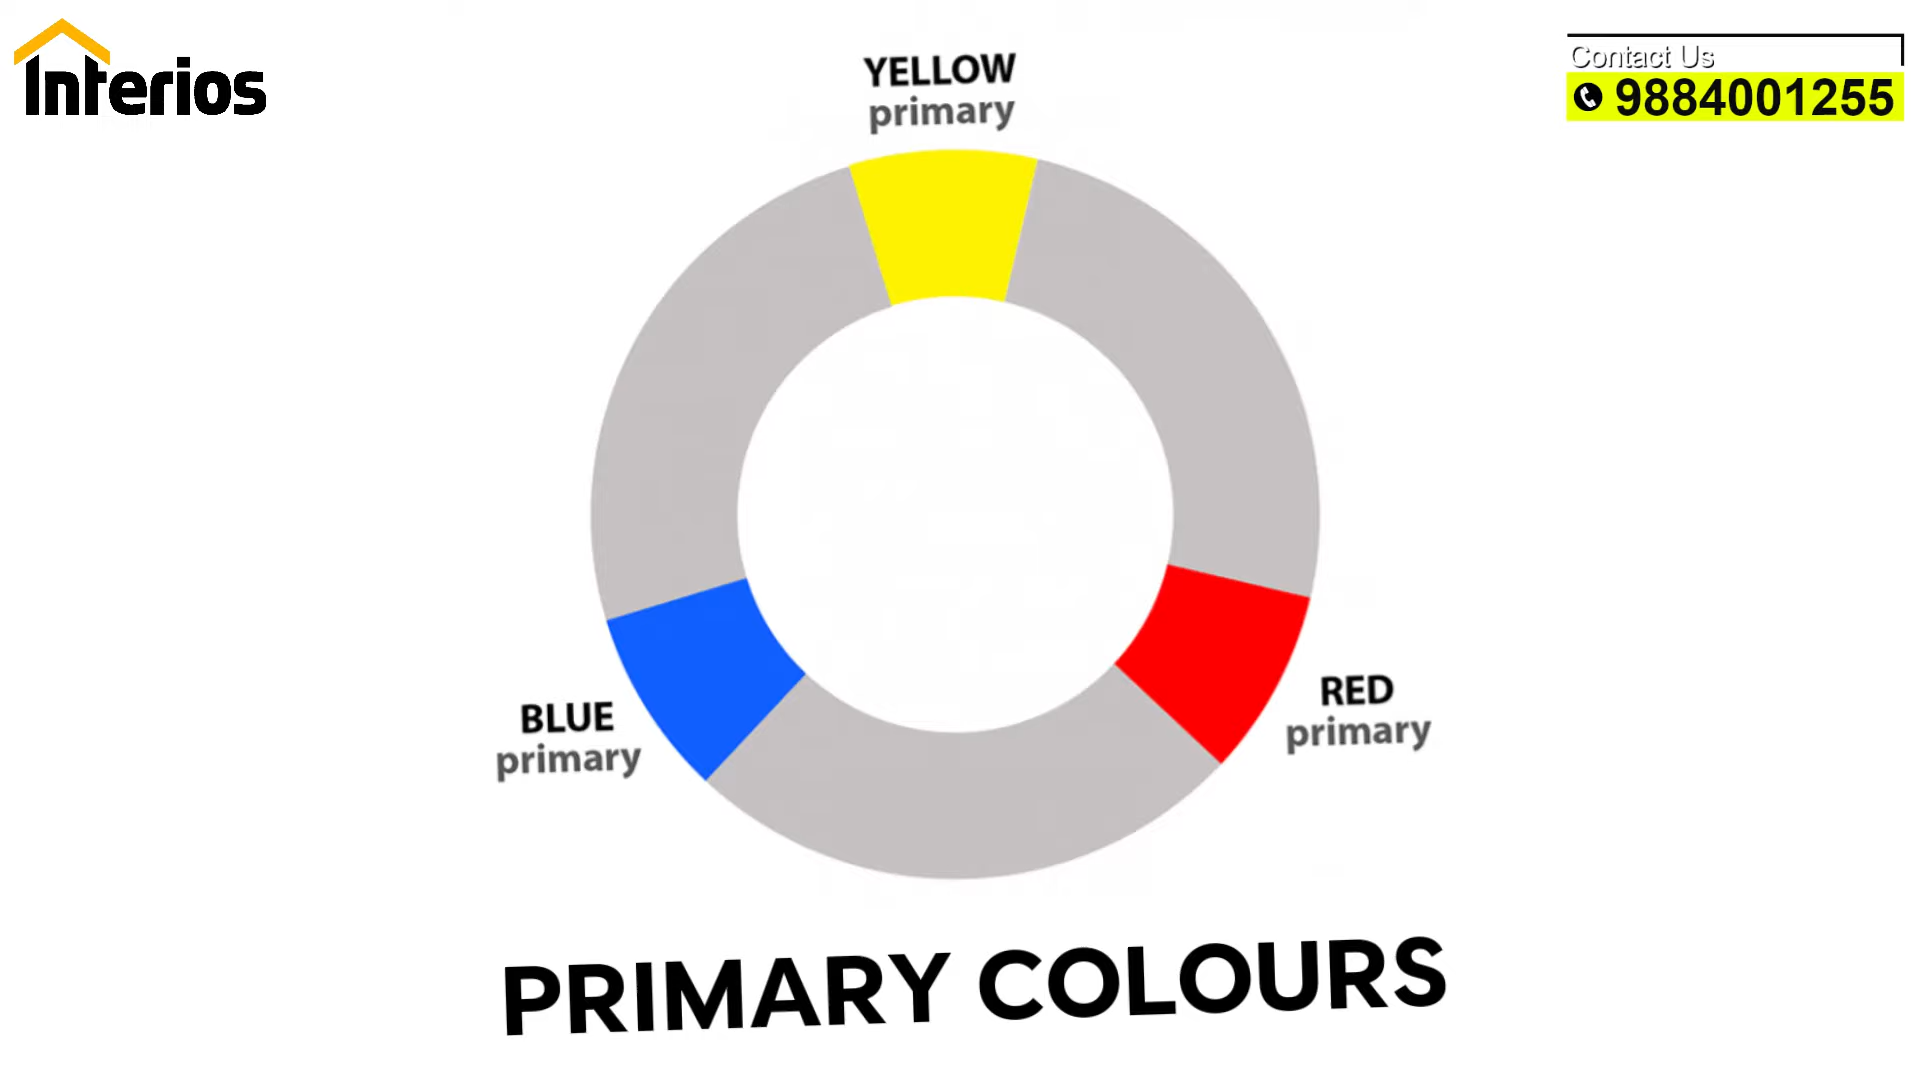 Interios
Contact Us
9884001255
YELLOW
primary
BLUE
primary
RED
primary
PRIMARY COLOURS